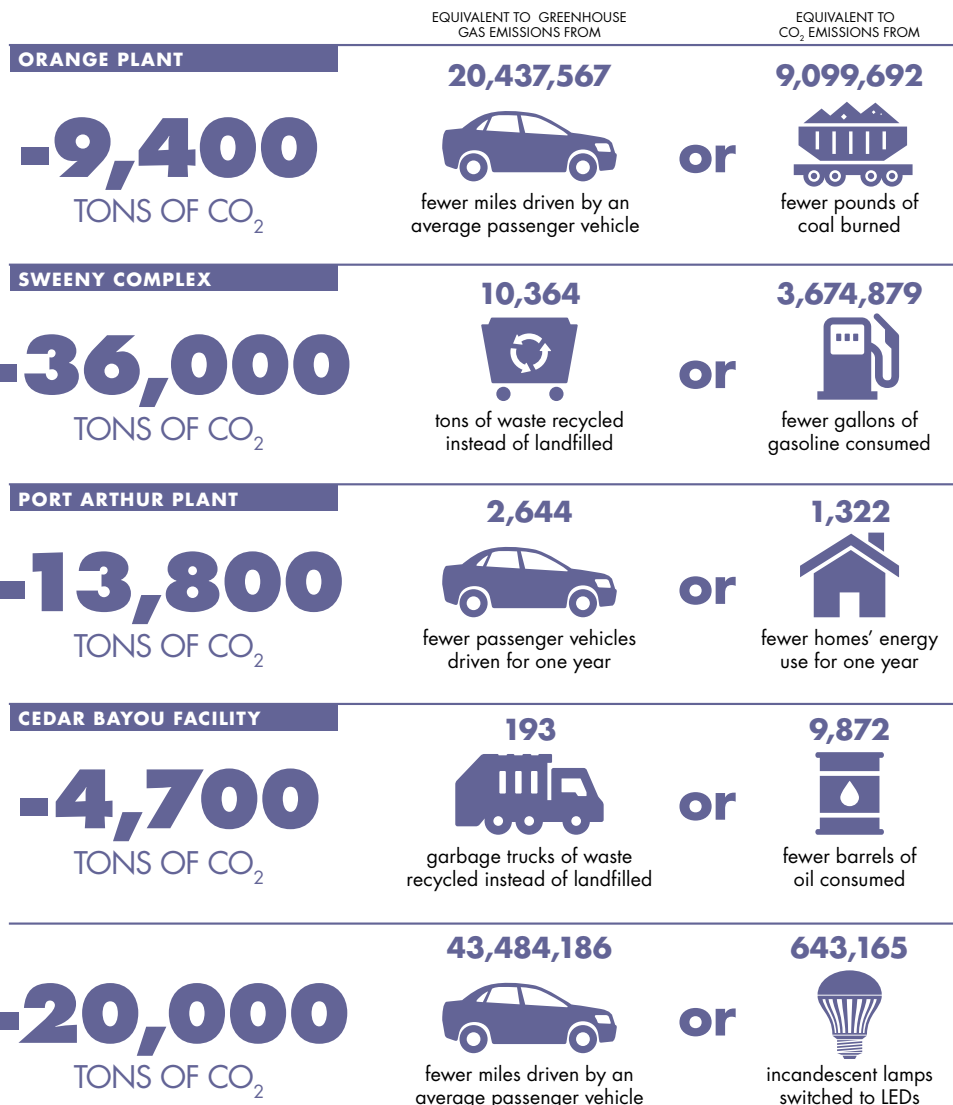 EQUIVALENT TO GREENHOUSE
GAS EMISSIONS FROM
EQUIVALENT TO
CO₂ EMISSIONS FROM
ORANGE PLANT
-9,400
TONS OF CO₂
20,437,567
fewer miles driven by an
average passenger vehicle
or
9,099,692
fewer pounds of
coal burned
SWEENY COMPLEX
-36,000
TONS OF CO₂
10,364
tons of waste recycled
instead of landfilled
or
3,674,879
fewer gallons of
gasoline consumed
PORT ARTHUR PLANT
-13,800
TONS OF CO₂
2,644
fewer passenger vehicles
driven for one year
or
1,322
fewer homes’ energy
use for one year
CEDAR BAYOU FACILITY
-4,700
TONS OF CO₂
193
garbage trucks of waste
recycled instead of landfilled
or
9,872
fewer barrels of
oil consumed
-20,000
TONS OF CO₂
43,484,186
fewer miles driven by an
average passenger vehicle
or
643,165
incandescent lamps
switched to LEDs